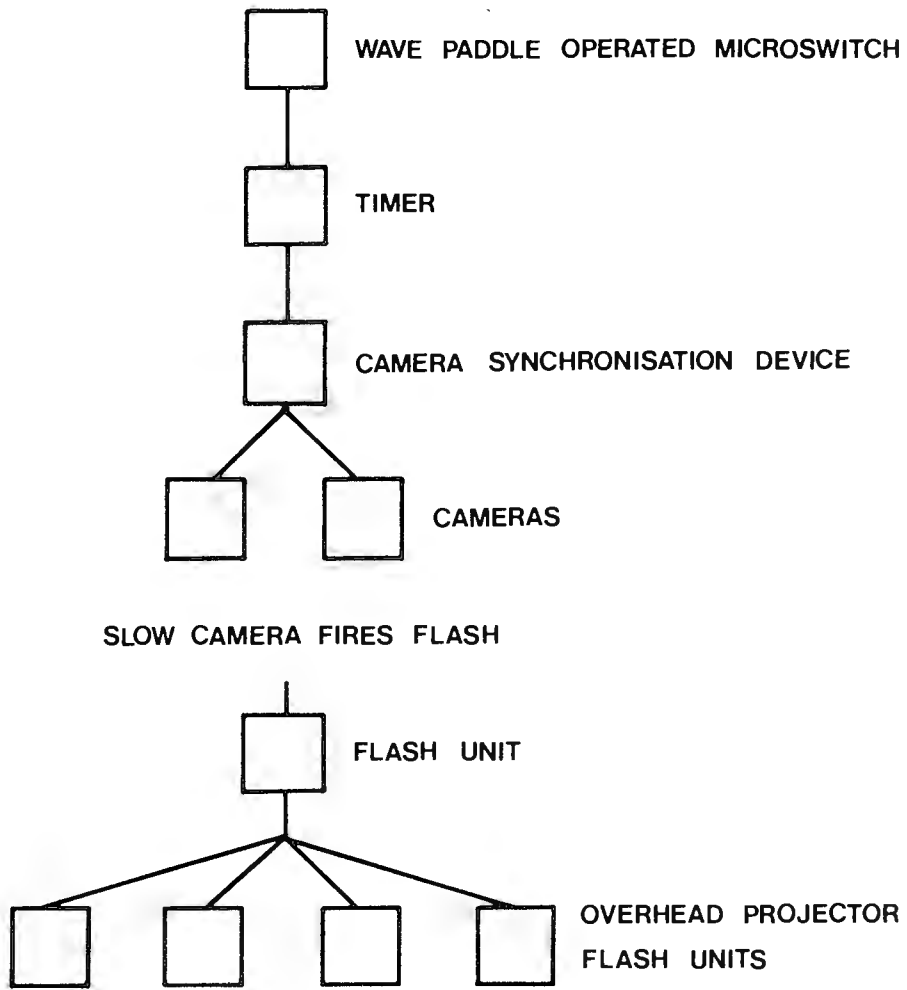 WAVE PADDLE OPERATED MICROSWITCH
TIMER
CAMERA SYNCHRONISATION DEVICE
CAMERAS
SLOW CAMERA FIRES FLASH
FLASH UNIT
OVERHEAD PROJECTOR
FLASH UNITS